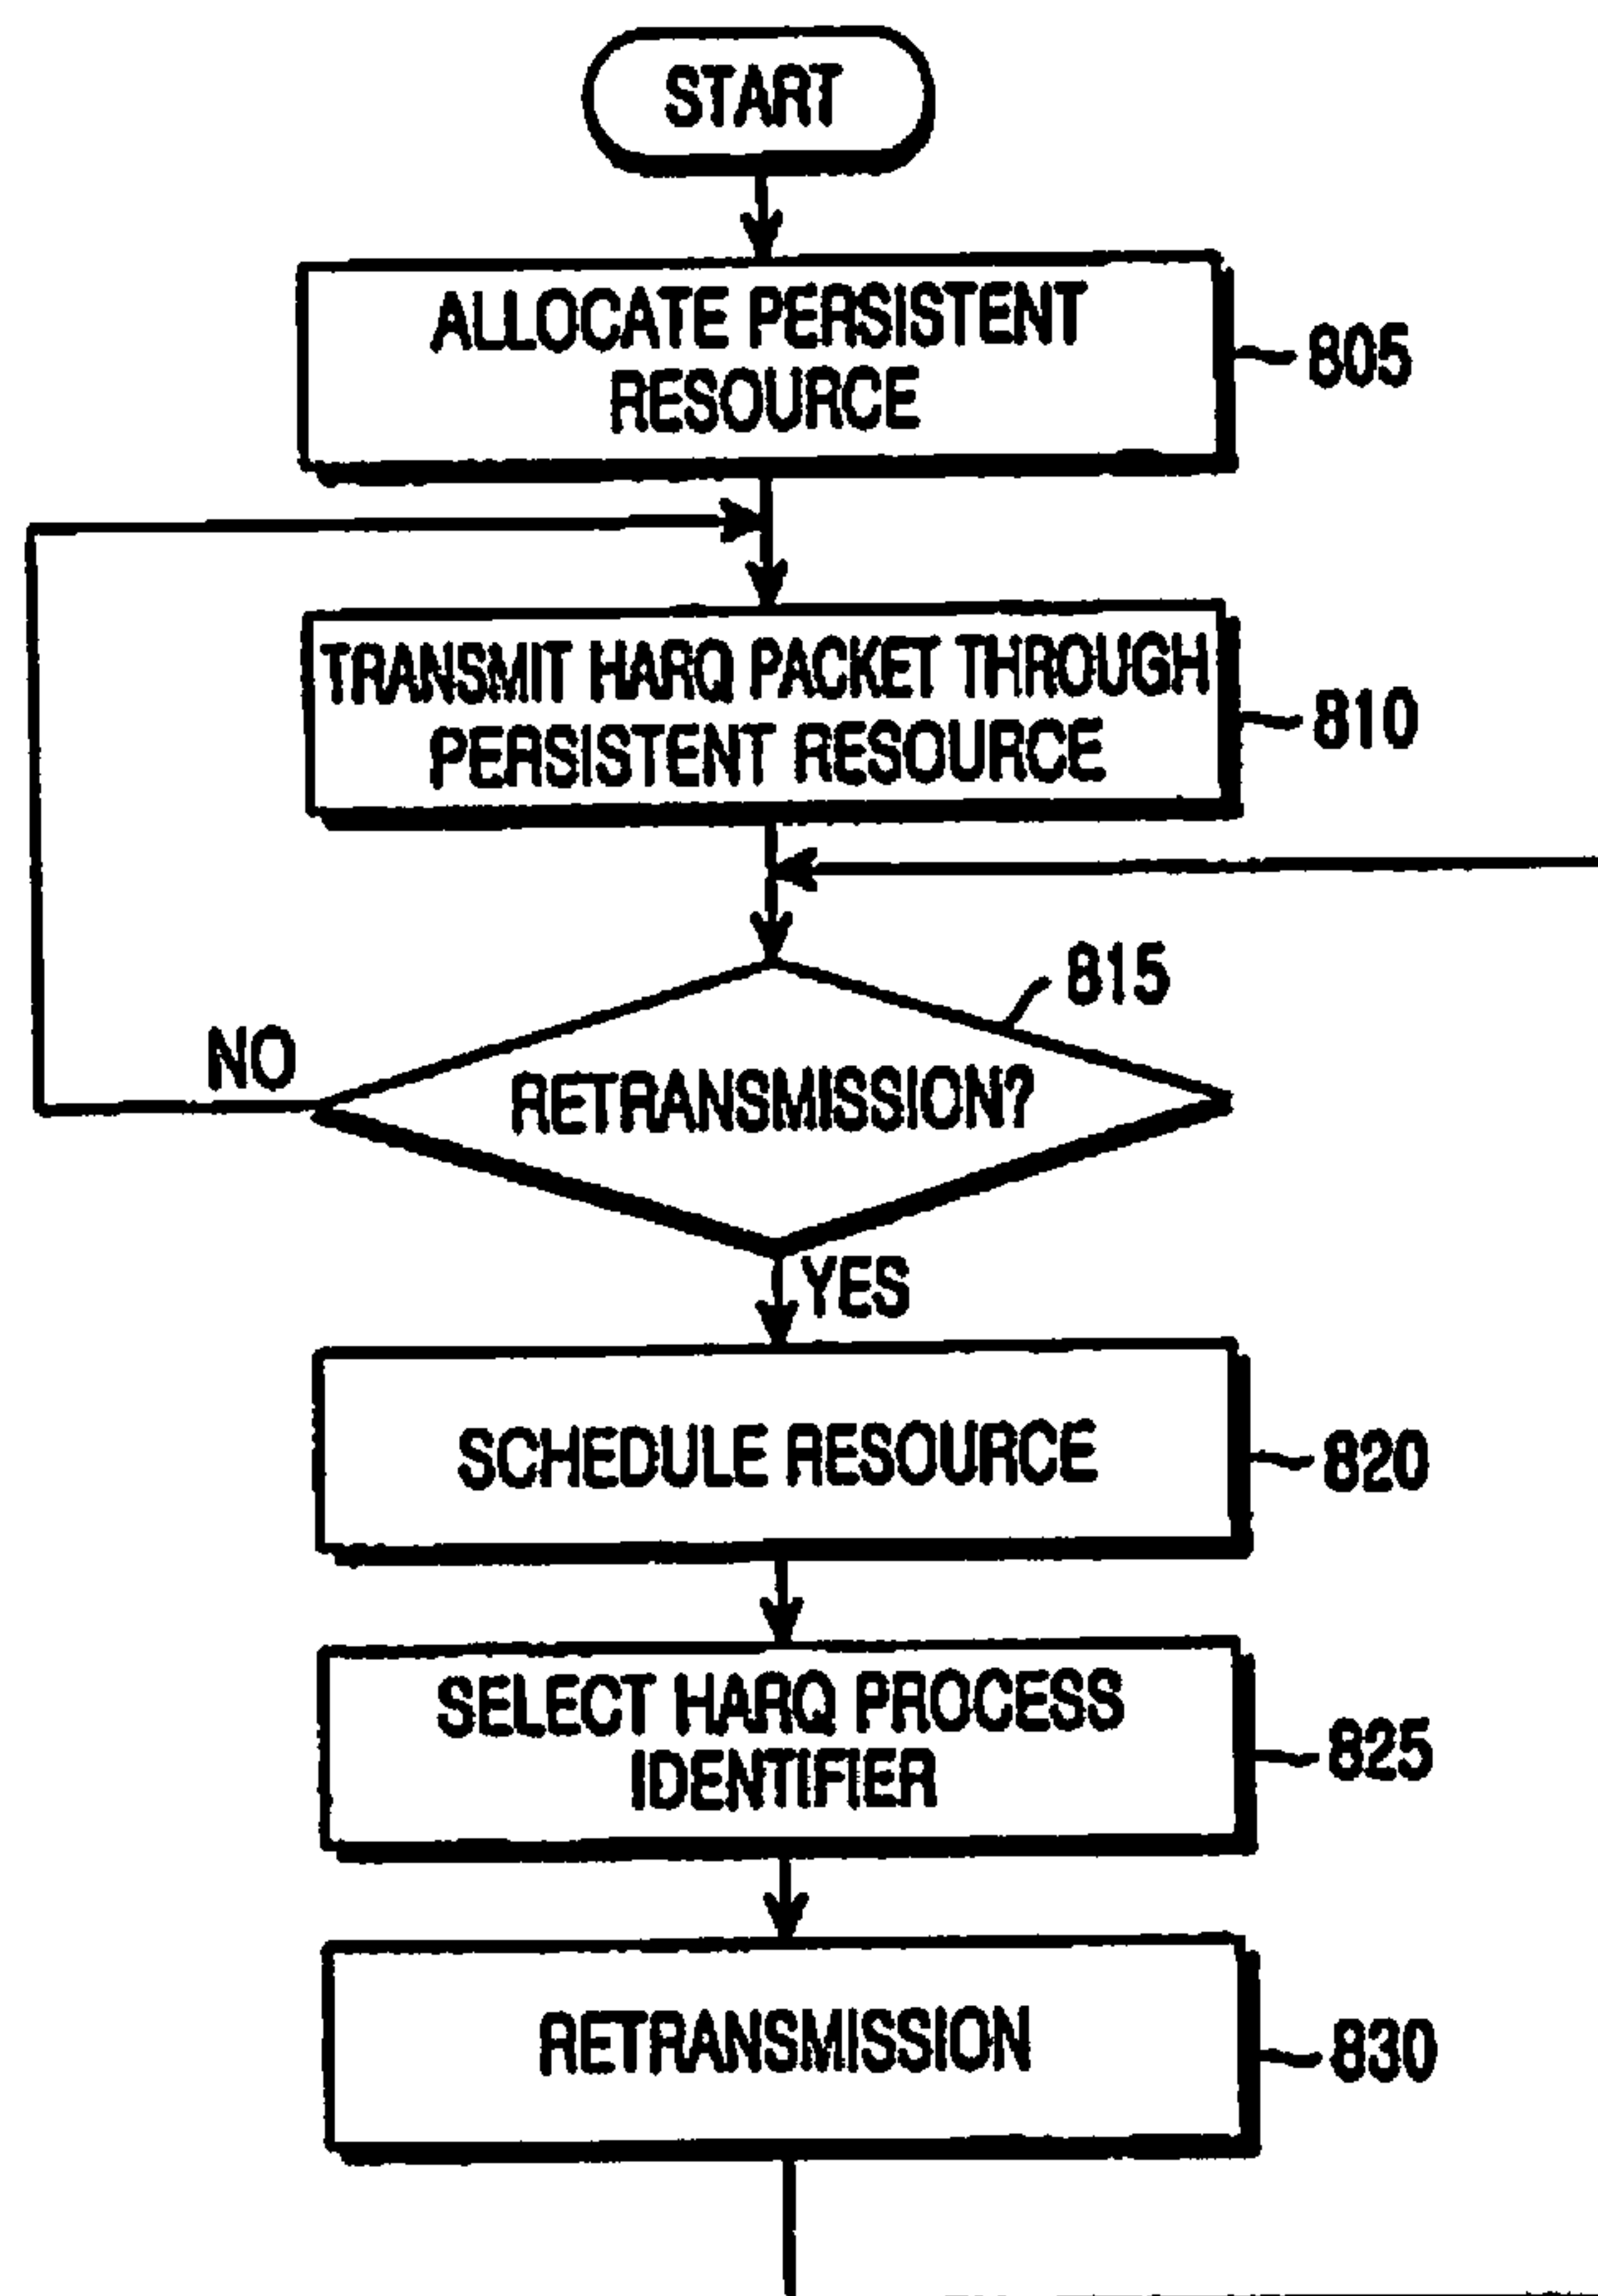 START
ALLOCATE PERSISTENT
RESOURCE
805
TRANSMIT HARQ PACKET THROUGH
PERSISTENT RESOURCE
810
815
NO
RETRANSMISSION?
YES
SCHEDULE RESOURCE
820
SELECT HARQ PROCESS
IDENTIFIER
825
RETRANSMISSION
830